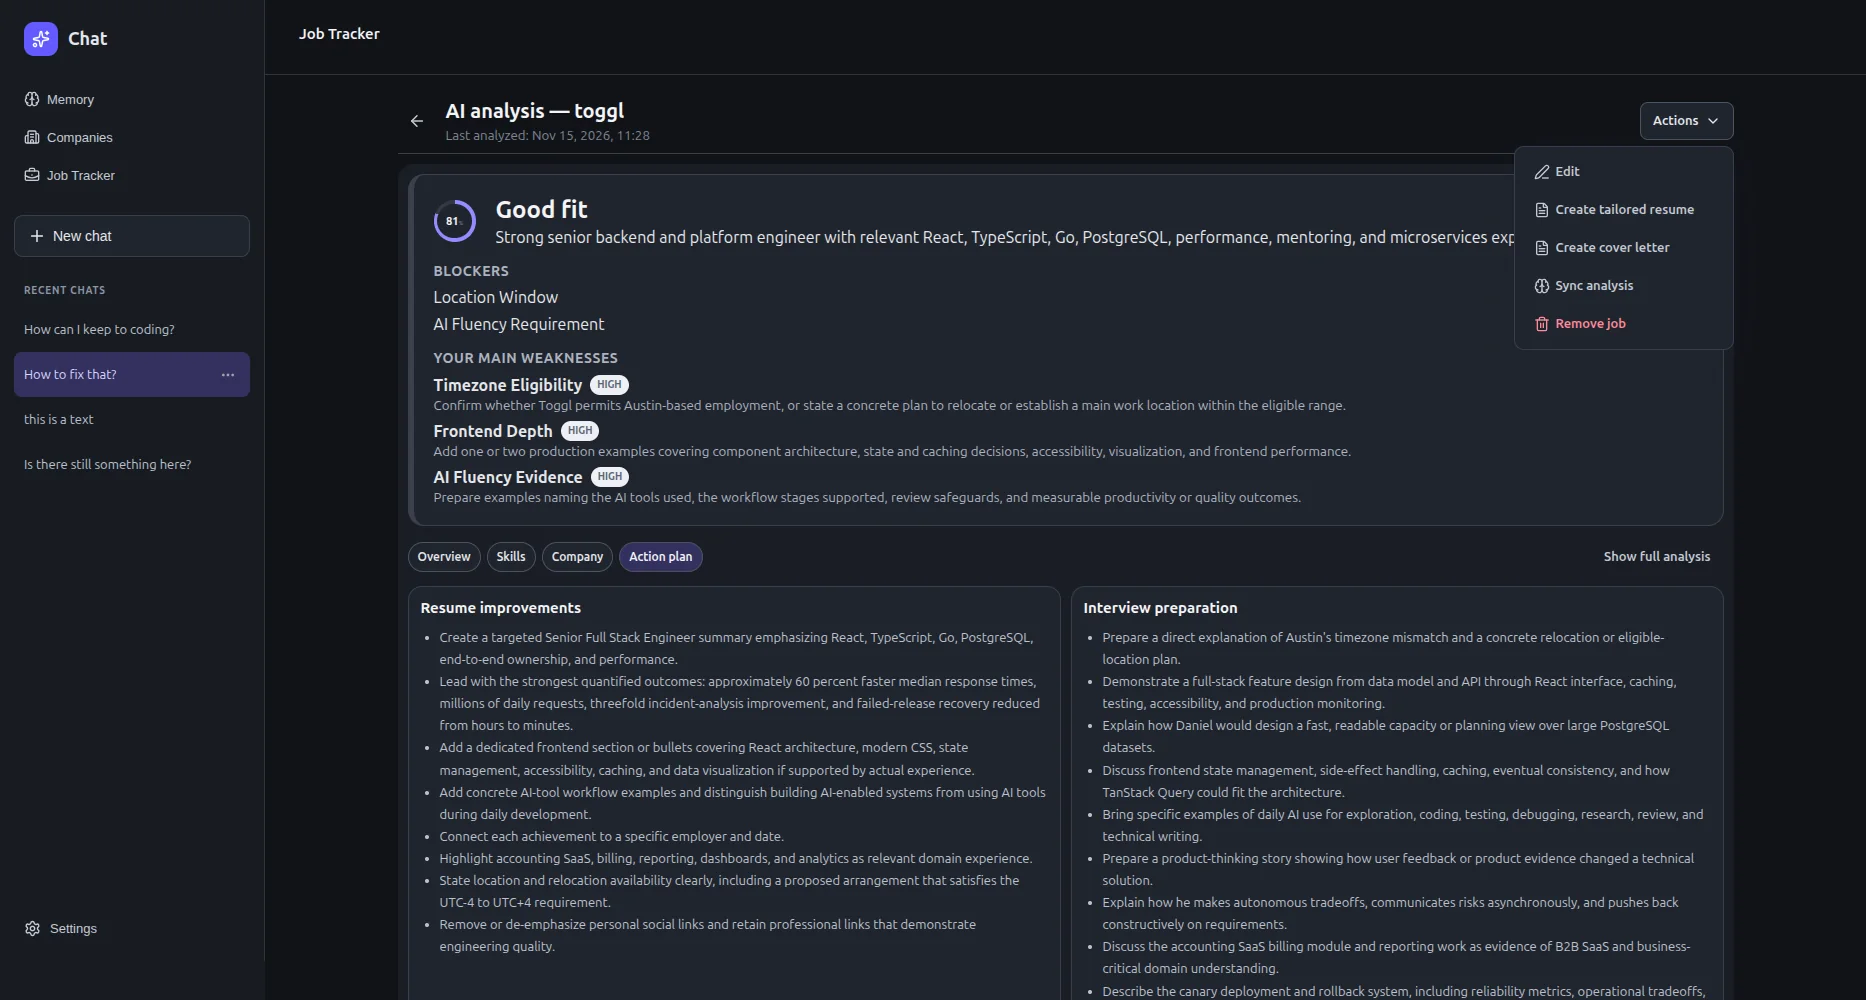 Chat
Memory
Companies
Job Tracker
New chat
RECENT CHATS
How can I keep to coding?
How to fix that?
this is a text
Is there still something here?
Settings
Job Tracker
AI analysis — toggl
Last analyzed: Nov 15, 2026, 11:28
Actions
Edit
Create tailored resume
Create cover letter
Sync analysis
Remove job
81%
Good fit
Strong senior backend and platform engineer with relevant React, TypeScript, Go, PostgreSQL, performance, mentoring, and microservices exp
BLOCKERS
Location Window
AI Fluency Requirement
YOUR MAIN WEAKNESSES
Timezone Eligibility HIGH
Confirm whether Toggl permits Austin-based employment, or state a concrete plan to relocate or establish a main work location within the eligible range.
Frontend Depth HIGH
Add one or two production examples covering component architecture, state and caching decisions, accessibility, visualization, and frontend performance.
AI Fluency Evidence HIGH
Prepare examples naming the AI tools used, the workflow stages supported, review safeguards, and measurable productivity or quality outcomes.
Overview Skills Company Action plan
Show full analysis
Resume improvements
• Create a targeted Senior Full Stack Engineer summary emphasizing React, TypeScript, Go, PostgreSQL,
end-to-end ownership, and performance.
• Lead with the strongest quantified outcomes: approximately 60 percent faster median response times,
millions of daily requests, threefold incident-analysis improvement, and failed-release recovery reduced
from hours to minutes.
• Add a dedicated frontend section or bullets covering React architecture, modern CSS, state
management, accessibility, caching, and data visualization if supported by actual experience.
• Add concrete AI-tool workflow examples and distinguish building AI-enabled systems from using AI tools
during daily development.
• Connect each achievement to a specific employer and date.
• Highlight accounting SaaS, billing, reporting, dashboards, and analytics as relevant domain experience.
• State location and relocation availability clearly, including a proposed arrangement that satisfies the
UTC-4 to UTC+4 requirement.
• Remove or de-emphasize personal social links and retain professional links that demonstrate
engineering quality.
Interview preparation
• Prepare a direct explanation of Austin's timezone mismatch and a concrete relocation or eligible-
location plan.
• Demonstrate a full-stack feature design from data model and API through React interface, caching,
testing, accessibility, and production monitoring.
• Explain how Daniel would design a fast, readable capacity or planning view over large PostgreSQL
datasets.
• Discuss frontend state management, side-effect handling, caching, eventual consistency, and how
TanStack Query could fit the architecture.
• Bring specific examples of daily AI use for exploration, coding, testing, debugging, research, review, and
technical writing.
• Prepare a product-thinking story showing how user feedback or product evidence changed a technical
solution.
• Explain how he makes autonomous tradeoffs, communicates risks asynchronously, and pushes back
constructively on requirements.
• Discuss the accounting SaaS billing module and reporting work as evidence of B2B SaaS and business-
critical domain understanding.
• Describe the canary deployment and rollback system, including reliability metrics, operational tradeoffs,